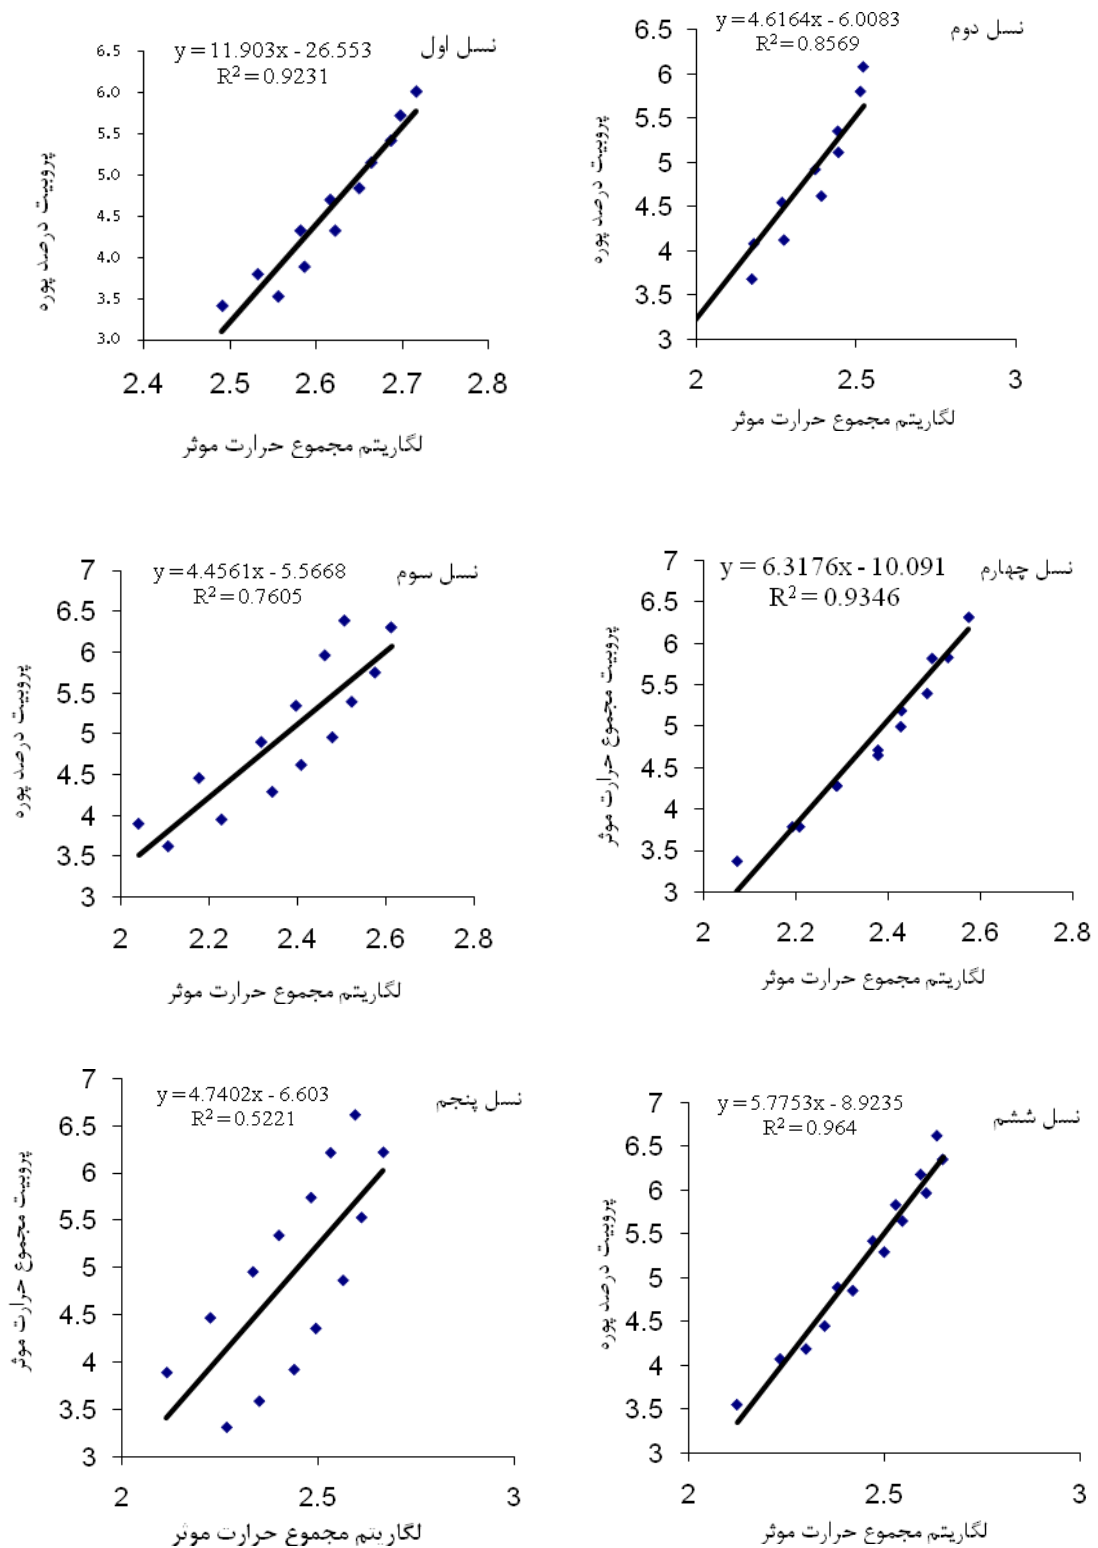 نسل اول
y = 11.903x - 26.553
R² = 0.9231
6.5
6.0
5.5
5.0
4.5
4.0
3.5
3.0
2.4 2.5 2.6 2.7 2.8
پروبیت درصد پوره
لگاریتم مجموع حرارت موثر
نسل دوم
y = 4.6164x - 6.0083
R² = 0.8569
6.5
6
5.5
5
4.5
4
3.5
3
2 2.5 3
پروبیت درصد پوره
لگاریتم مجموع حرارت موثر
نسل سوم
y = 4.4561x - 5.5668
R² = 0.7605
7
6.5
6
5.5
5
4.5
4
3.5
3
2 2.2 2.4 2.6 2.8
پروبیت درصد پوره
لگاریتم مجموع حرارت موثر
نسل چهارم
y = 6.3176x - 10.091
R² = 0.9346
7
6.5
6
5.5
5
4.5
4
3.5
3
2 2.2 2.4 2.6 2.8
پروبیت مجموع حرارت موثر
لگاریتم مجموع حرارت موثر
نسل پنجم
y = 4.7402x - 6.603
R² = 0.5221
7
6.5
6
5.5
5
4.5
4
3.5
3
2 2.5 3
پروبیت مجموع حرارت موثر
لگاریتم مجموع حرارت موثر
نسل ششم
y = 5.7753x - 8.9235
R² = 0.964
7
6.5
6
5.5
5
4.5
4
3.5
3
2 2.5 3
پروبیت درصد پوره
لگاریتم مجموع حرارت موثر